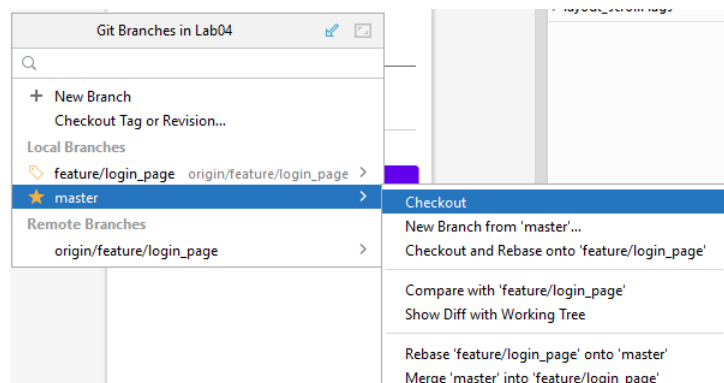 Git Branches in Lab04
New Branch
Checkout Tag or Revision...
Local Branches
feature/login_page origin/feature/login_page
master
Remote Branches
origin/feature/login_page
Checkout
New Branch from 'master'...
Checkout and Rebase onto 'feature/login_page'
Compare with 'feature/login_page'
Show Diff with Working Tree
Rebase 'feature/login_page' onto 'master'
Merge 'master' into 'feature/login_page'